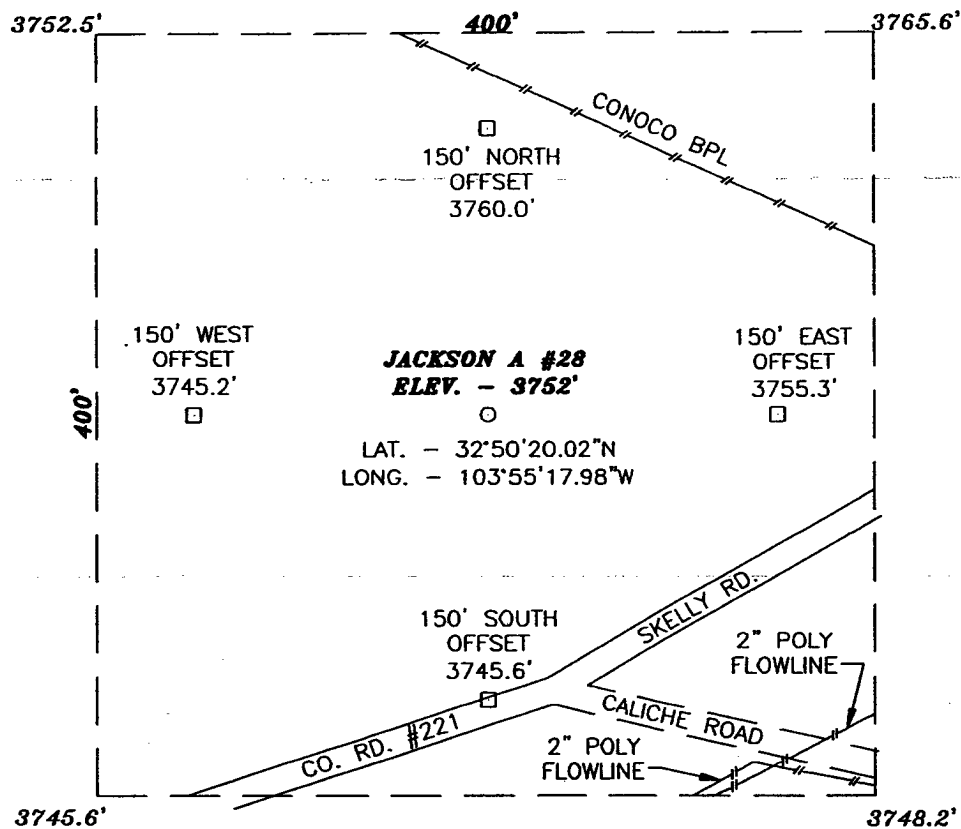 3752.5'
400'
3765.6'
CONOCO BPL
150' NORTH
OFFSET
3760.0'
150' WEST
OFFSET
3745.2'
JACKSON A #28
ELEV. - 3752'
150' EAST
OFFSET
3755.3'
400'
LAT. - 32°50'20.02"N
LONG. - 103°55'17.98"W
150' SOUTH
OFFSET
3745.6'
SKELLY RD.
2" POLY
FLOWLINE
CO. RD. #221
CALICHE ROAD
2" POLY
FLOWLINE
3745.6'
3748.2'